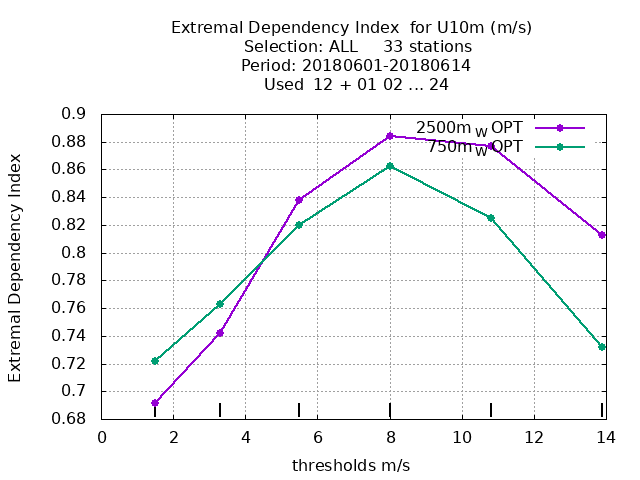 Extremal Dependency Index  for U10m (m/s)
Selection: ALL     33 stations
Period: 20180601-20180614
Used  12 + 01 02 ... 24
2500m W OPT
750m W OPT
Extremal Dependency Index
0.9
0.88
0.86
0.84
0.82
0.8
0.78
0.76
0.74
0.72
0.7
0.68
0 2 4 6 8 10 12 14
thresholds m/s